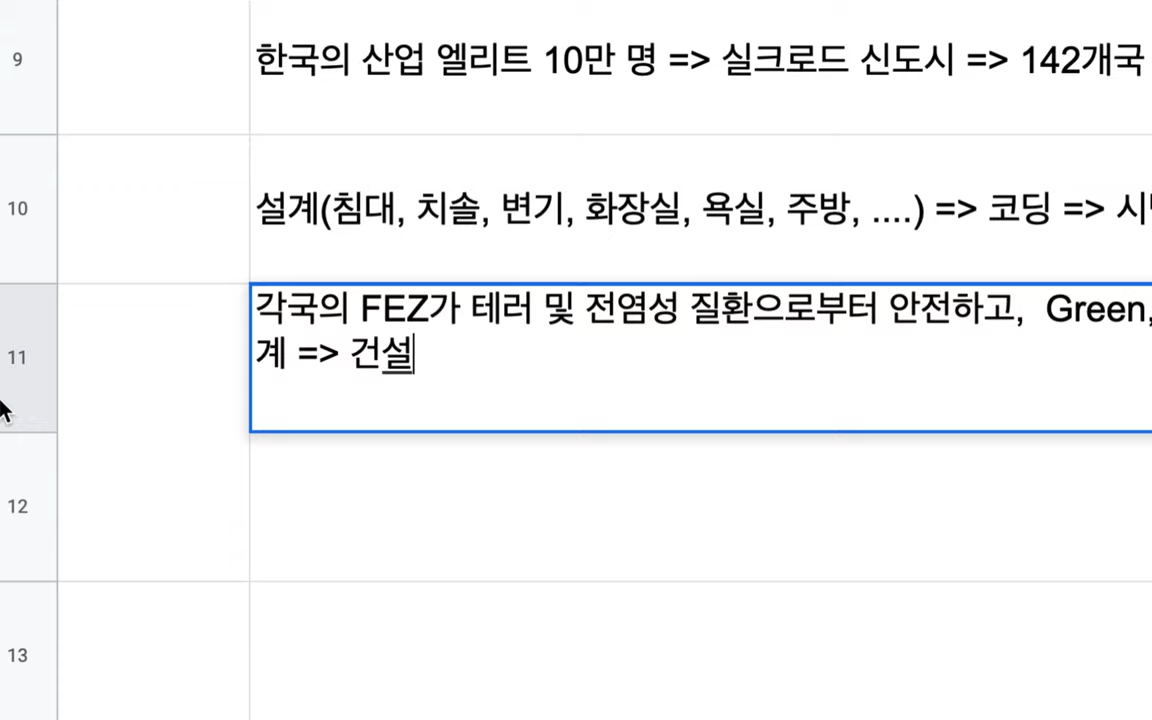 9
한국의 산업 엘리트 10만 명 => 실크로드 신도시 => 142개국
10
설계(침대, 치솔, 변기, 화장실, 욕실, 주방, ....) => 코딩 =>
11
각국의 FEZ가 테러 및 전염성 질환으로부터 안전하고, Green,
계 => 건설
12
13